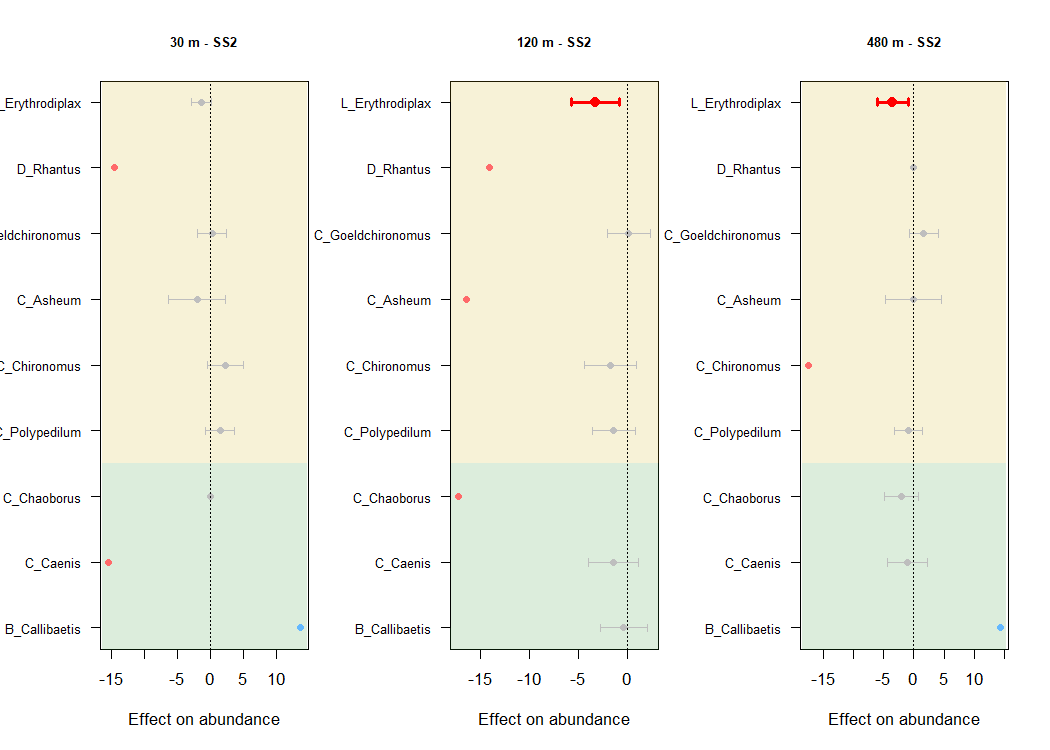 30 m - SS2
120 m - SS2
480 m - SS2
_Erythrodiplax
D_Rhantus
eldchironomus
C_Asheum
C_Chironomus
C_Polypedilum
C_Chaoborus
C_Caenis
B_Callibaetis
-15 -5 0 5 10
Effect on abundance
L_Erythrodiplax
D_Rhantus
C_Goeldchironomus
C_Asheum
C_Chironomus
C_Polypedilum
C_Chaoborus
C_Caenis
B_Callibaetis
-15 -10 -5 0
Effect on abundance
L_Erythrodiplax
D_Rhantus
C_Goeldchironomus
C_Asheum
C_Chironomus
C_Polypedilum
C_Chaoborus
C_Caenis
B_Callibaetis
-15 -5 0 5 10
Effect on abundance